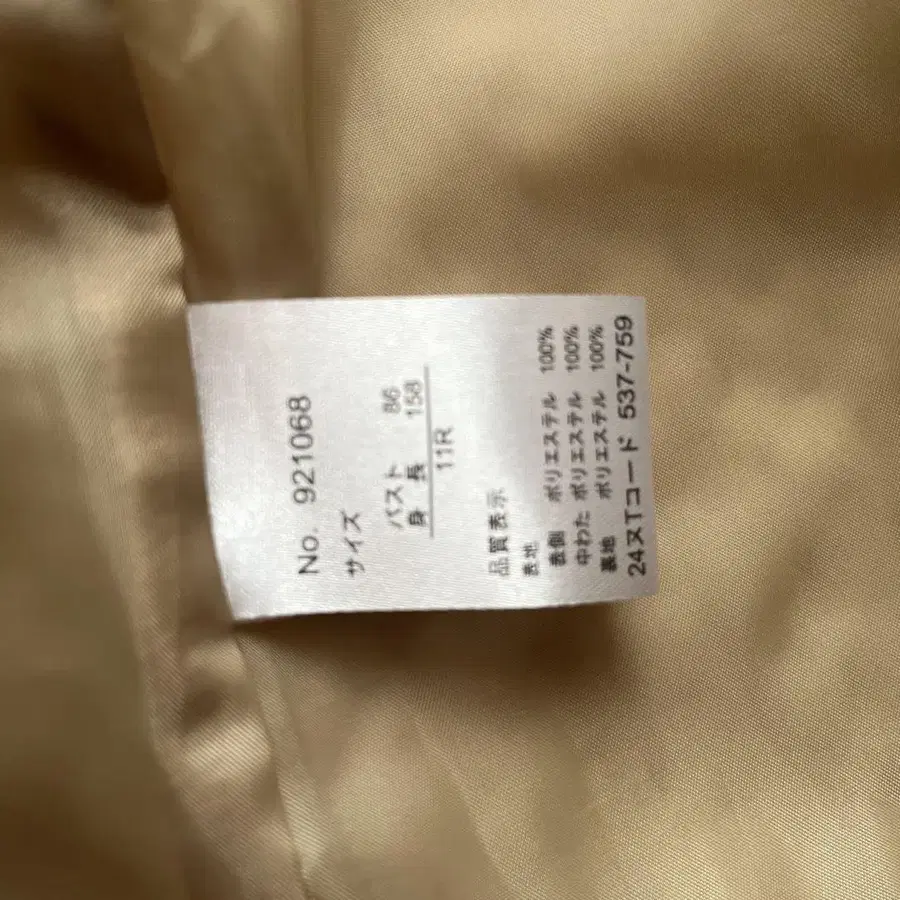 No. 921068
サイズ
バスト 86
身長 158
11R
品質表示
表地
表側 ポリエステル 100%
中わた ポリエステル 100%
裏地 ポリエステル 100%
24ヌTコード 537-759